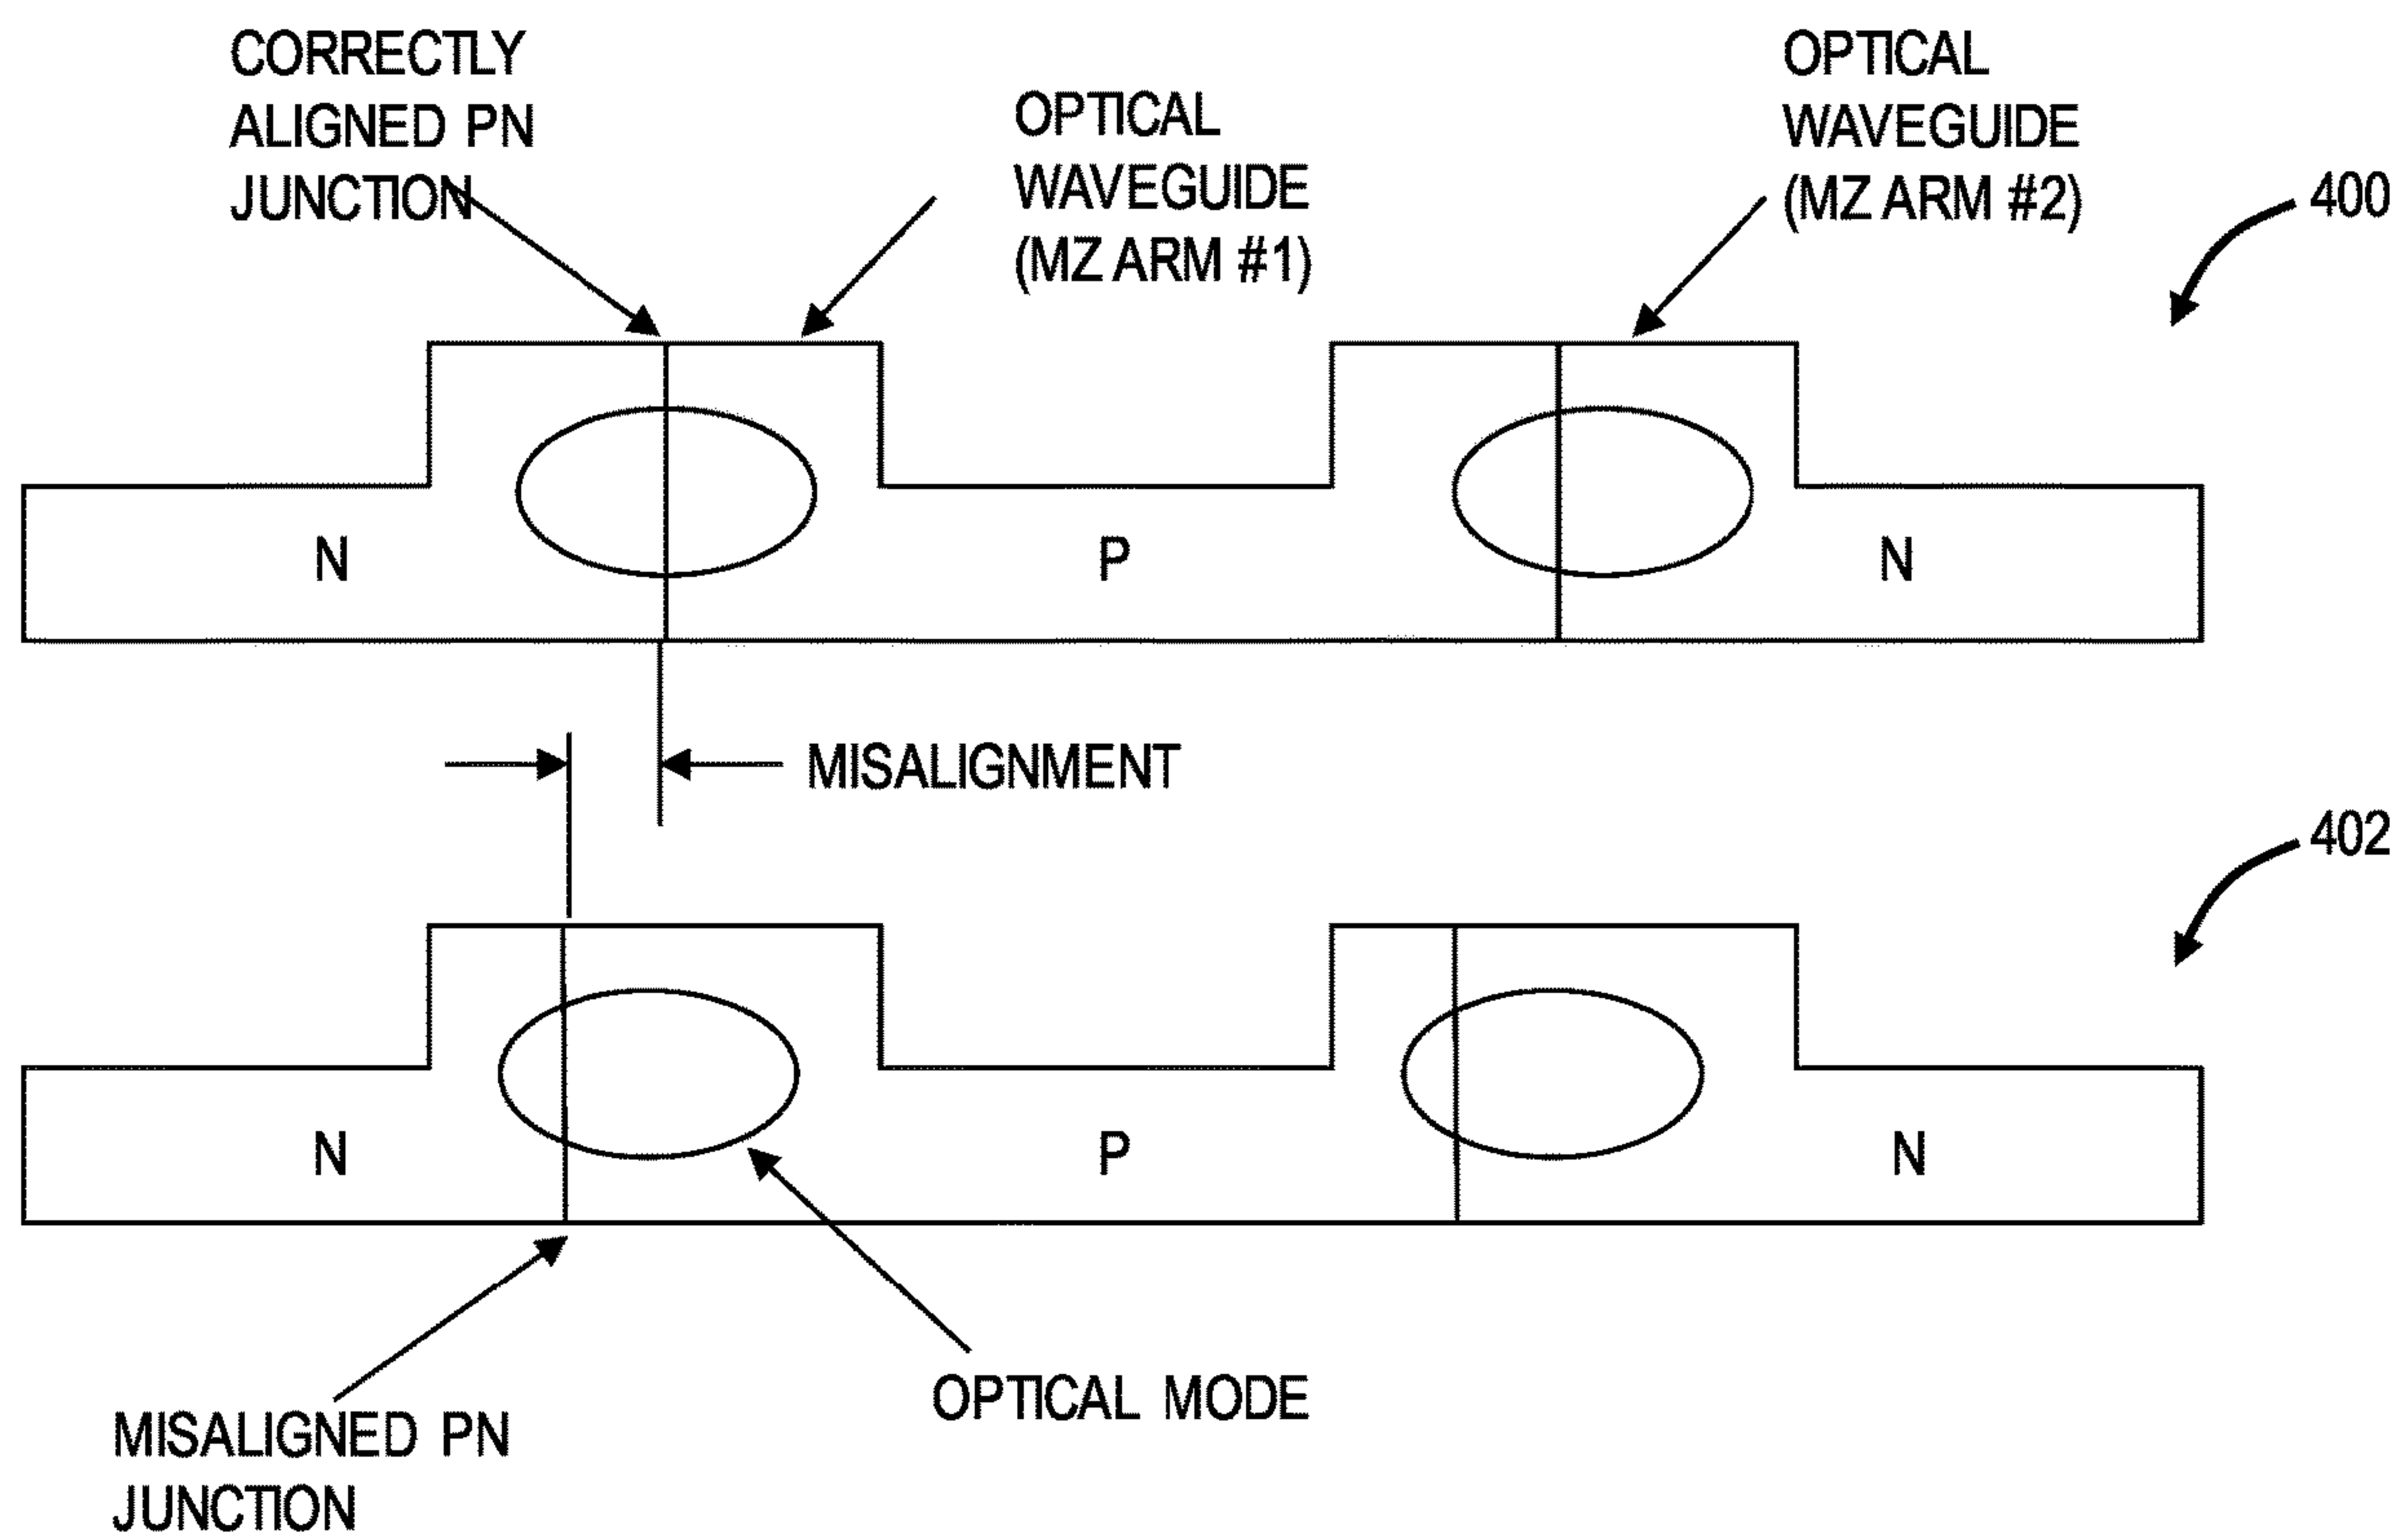 CORRECTLY
ALIGNED PN
JUNCTION
OPTICAL
WAVEGUIDE
(MZ ARM #1)
OPTICAL
WAVEGUIDE
(MZ ARM #2)
400
N
P
N
MISALIGNMENT
402
N
P
N
OPTICAL MODE
MISALIGNED PN
JUNCTION